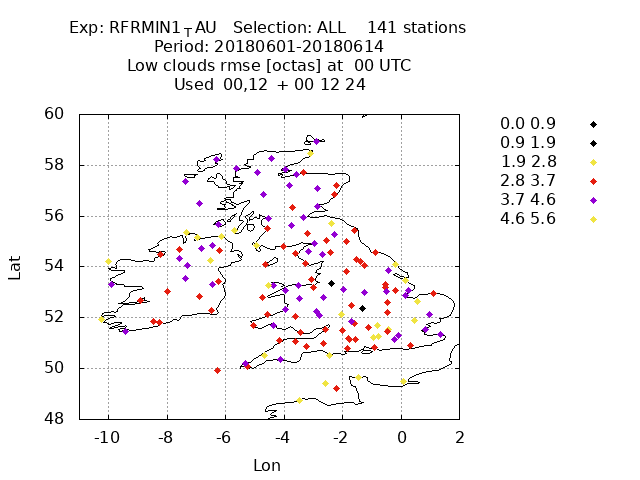 Exp: RFRMIN1_TAU Selection: ALL 141 stations
Period: 20180601-20180614
Low clouds rmse [octas] at 00 UTC
Used 00,12 + 00 12 24
60
58
56
54
52
50
48
Lat
-10 -8 -6 -4 -2 0 2
Lon
0.0 0.9
0.9 1.9
1.9 2.8
2.8 3.7
3.7 4.6
4.6 5.6